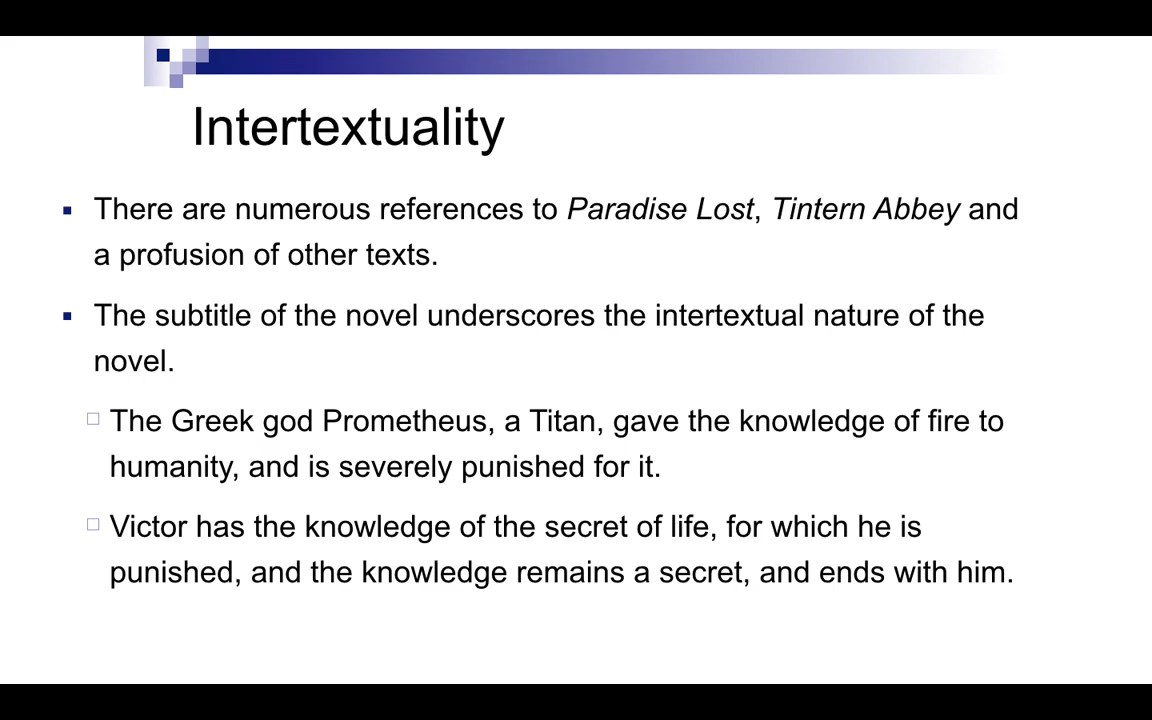 Intertextuality
There are numerous references to Paradise Lost, Tintern Abbey and
a profusion of other texts.
The subtitle of the novel underscores the intertextual nature of the
novel.
The Greek god Prometheus, a Titan, gave the knowledge of fire to
humanity, and is severely punished for it.
Victor has the knowledge of the secret of life, for which he is
punished, and the knowledge remains a secret, and ends with him.